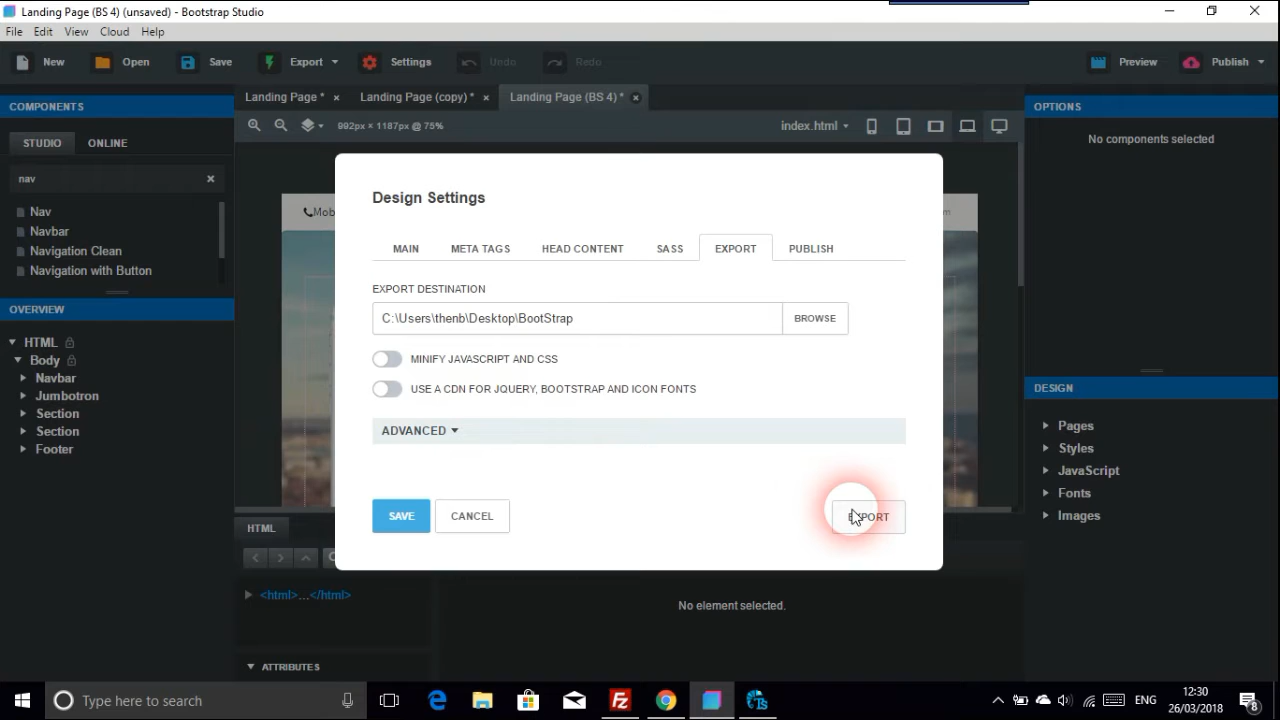 Landing Page (BS 4) (unsaved) - Bootstrap Studio
File Edit View Cloud Help
New Open Save Export Settings Undo Redo Preview Publish
COMPONENTS
Landing Page * × Landing Page (copy) * × Landing Page (BS 4) * ×
OPTIONS
992px × 1187px @ 75%
index.html
STUDIO ONLINE
No components selected
nav
Nav
Navbar
Navigation Clean
Navigation with Button
OVERVIEW
HTML
Body
Navbar
Jumbotron
Section
Section
Footer
Mob
Design Settings
MAIN META TAGS HEAD CONTENT SASS EXPORT PUBLISH
EXPORT DESTINATION
C:\Users\thenb\Desktop\BootStrap BROWSE
MINIFY JAVASCRIPT AND CSS
USE A CDN FOR JQUERY, BOOTSTRAP AND ICON FONTS
ADVANCED
SAVE CANCEL EXPORT
DESIGN
Pages
Styles
JavaScript
Fonts
Images
HTML
<html>...</html>
No element selected.
ATTRIBUTES
Type here to search
ENG
12:30
26/03/2018
8